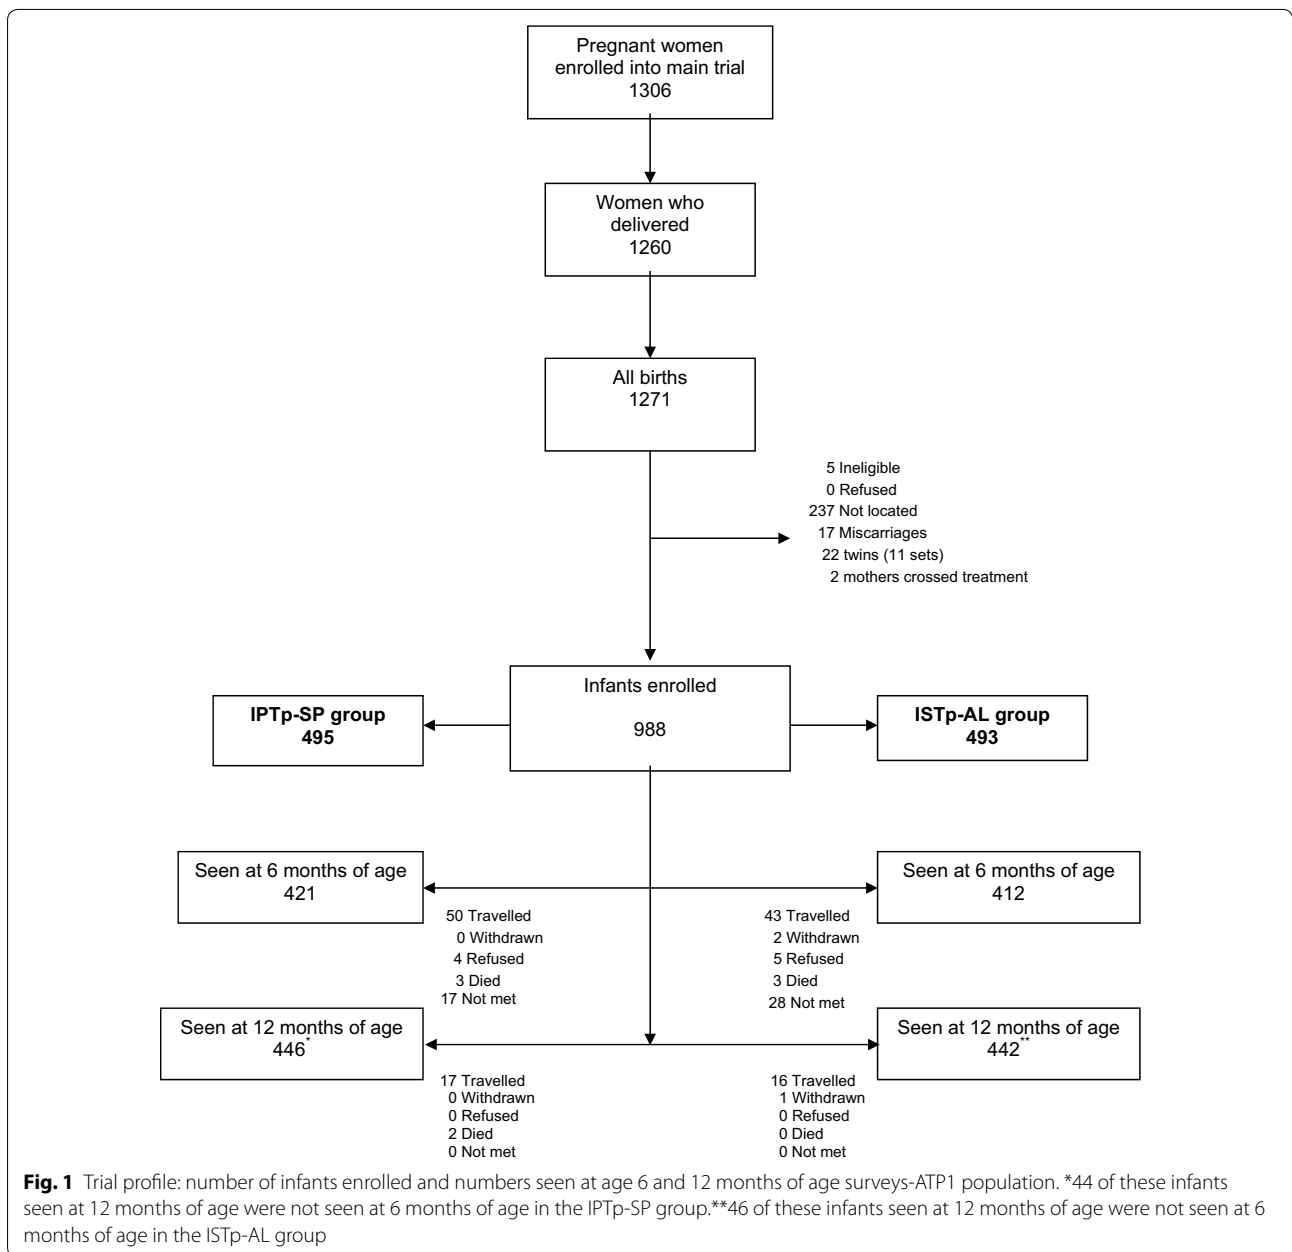 Pregnant women
enrolled into main trial
1306
Women who
delivered
1260
All births
1271
5 Ineligible
0 Refused
237 Not located
17 Miscarriages
22 twins (11 sets)
2 mothers crossed treatment
Infants enrolled
988
IPTp-SP group
495
ISTp-AL group
493
Seen at 6 months of age
421
Seen at 6 months of age
412
50 Travelled
0 Withdrawn
4 Refused
3 Died
17 Not met
43 Travelled
2 Withdrawn
5 Refused
3 Died
28 Not met
Seen at 12 months of age
446*
Seen at 12 months of age
442**
17 Travelled
0 Withdrawn
0 Refused
2 Died
0 Not met
16 Travelled
1 Withdrawn
0 Refused
0 Died
0 Not met
Fig. 1 Trial profile: number of infants enrolled and numbers seen at age 6 and 12 months of age surveys-ATP1 population. *44 of these infants
seen at 12 months of age were not seen at 6 months of age in the IPTp-SP group.**46 of these infants seen at 12 months of age were not seen at 6
months of age in the ISTp-AL group